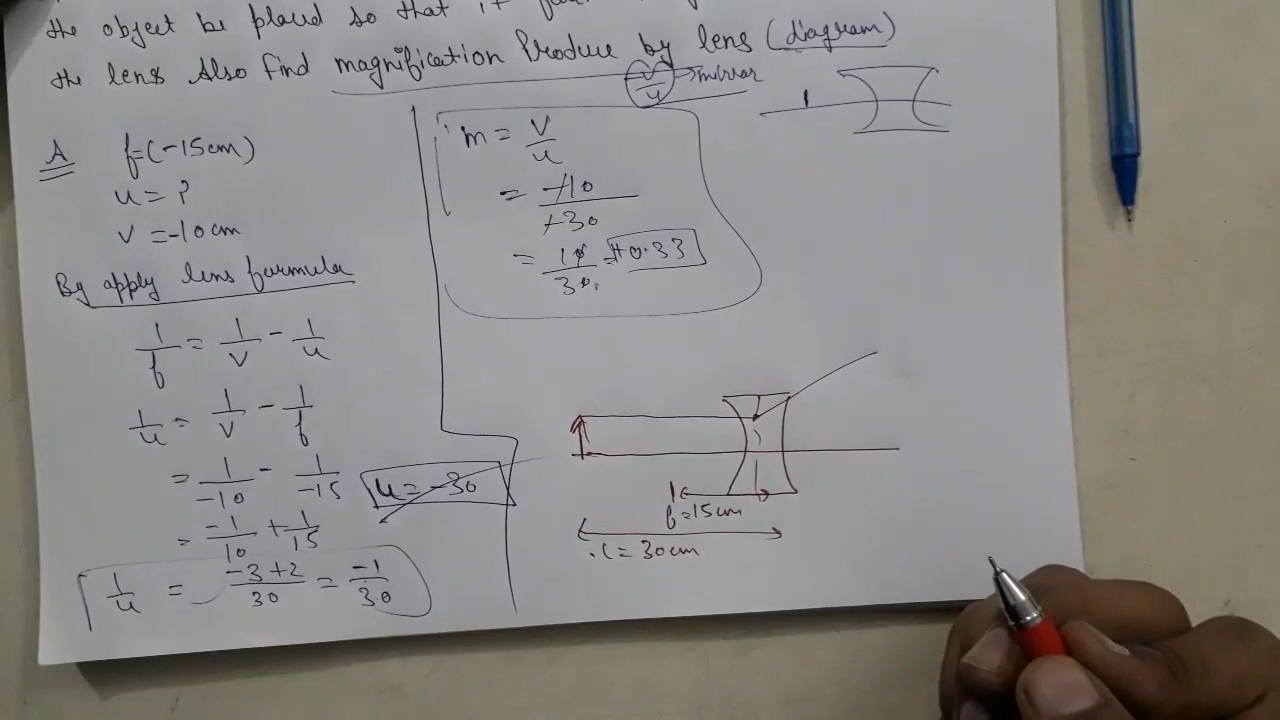 the object be placed so that it
the lens Also find magnification Produce by lens (diagram)
v/u → mirror
A f=(-15cm)
u = ?
v = -10cm
By apply lens formula
1/f = 1/v - 1/u
1/u = 1/v - 1/f
= 1/-10 - 1/-15
= -1/10 + 1/15
1/u = -3+2/30 = -1/30
u = -30
m = v/u
= -10/+30
= 10/30 = +0.33
f=15cm
= 30cm